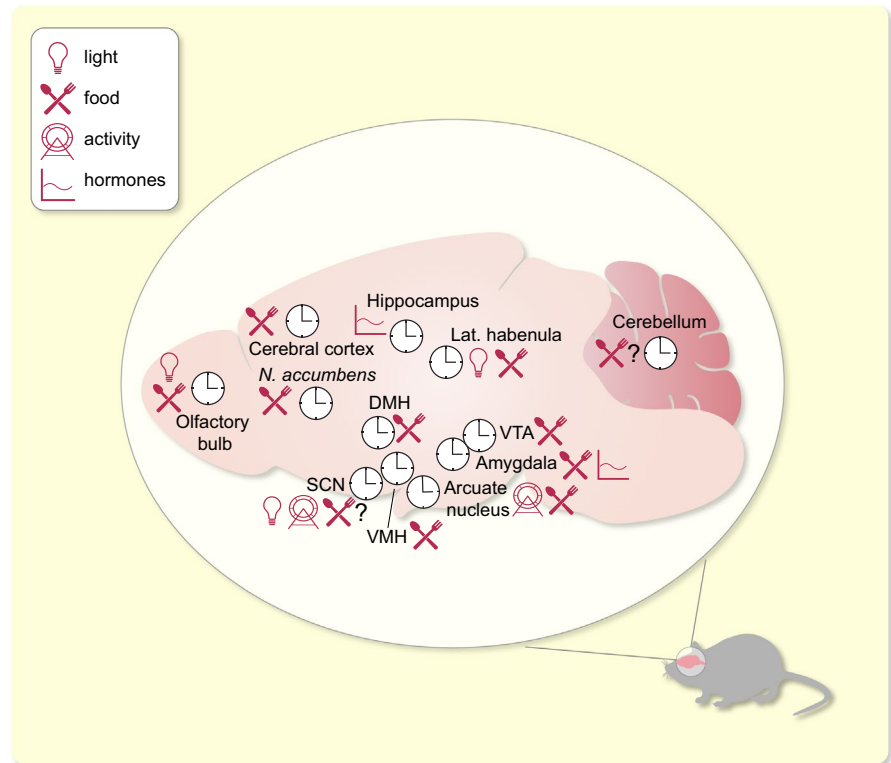 light
food
activity
hormones
Hippocampus
Lat. habenula
Cerebellum
?
Cerebral cortex
N. accumbens
Olfactory
bulb
DMH
VTA
Amygdala
SCN
Arcuate
nucleus
?
VMH